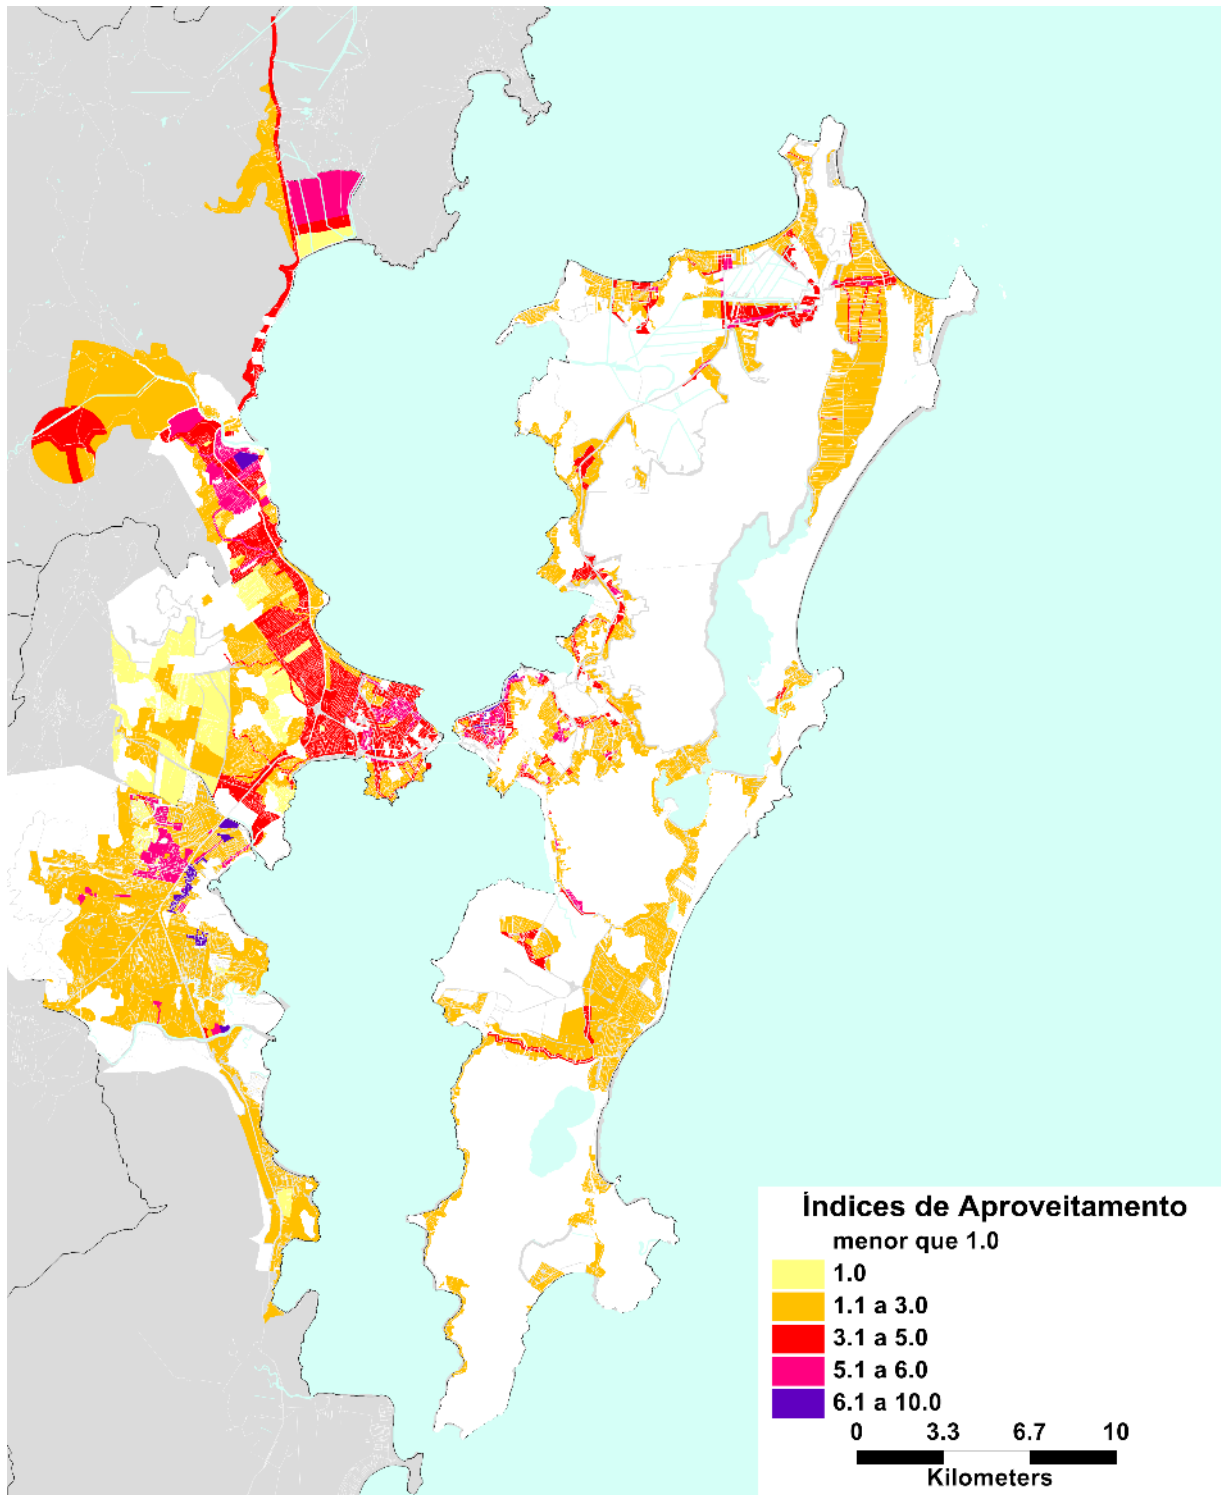 Índices de Aproveitamento
menor que 1.0
1.0
1.1 a 3.0
3.1 a 5.0
5.1 a 6.0
6.1 a 10.0
0 3.3 6.7 10
Kilometers